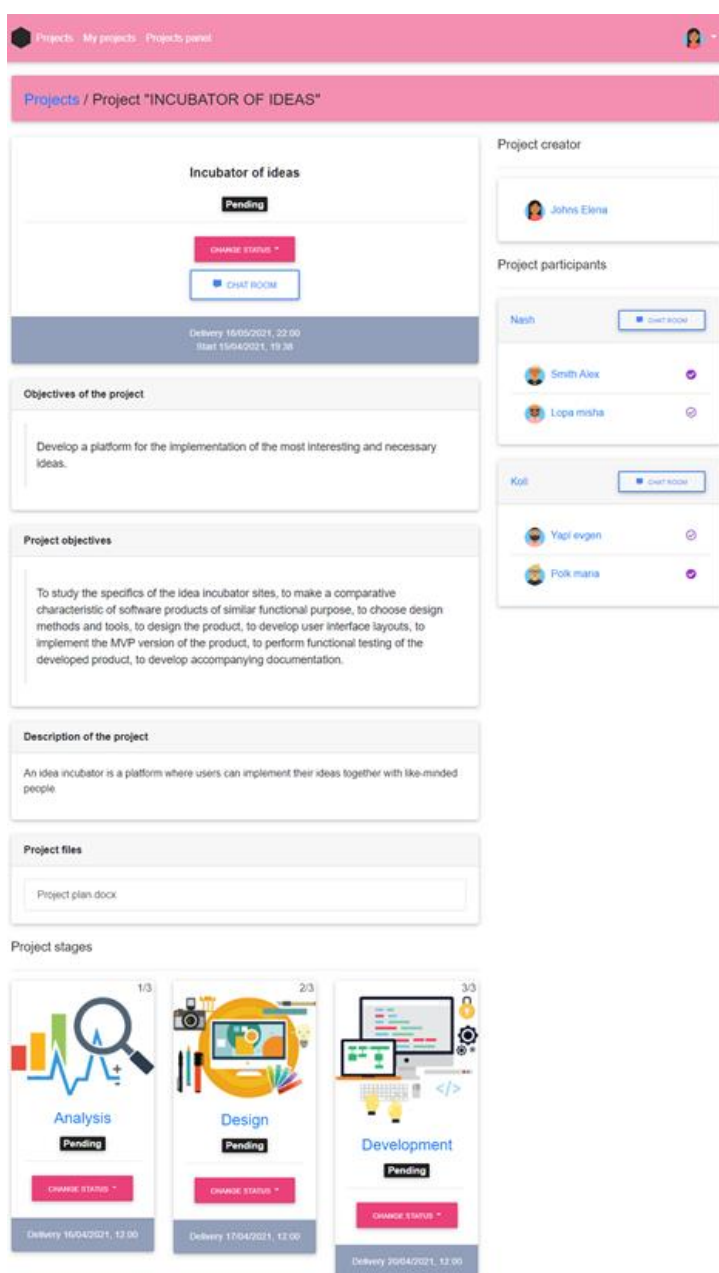 Projects My projects Projects panel
Projects / Project "INCUBATOR OF IDEAS"
Incubator of ideas
Pending
CHANGE STATUS
CHAT ROOM
Delivery 16/05/2021, 22:00
Start 15/04/2021, 19:38
Objectives of the project
Develop a platform for the implementation of the most interesting and necessary
ideas.
Project objectives
To study the specifics of the idea incubator sites, to make a comparative
characteristic of software products of similar functional purpose, to choose design
methods and tools, to design the product, to develop user interface layouts, to
implement the MVP version of the product, to perform functional testing of the
developed product, to develop accompanying documentation.
Description of the project
An idea incubator is a platform where users can implement their ideas together with like-minded
people
Project files
Project plan.docx
Project stages
1/3
Analysis
Pending
CHANGE STATUS
Delivery 16/04/2021, 12:00
2/3
Design
Pending
CHANGE STATUS
Delivery 17/04/2021, 12:00
3/3
</>
Development
Pending
CHANGE STATUS
Delivery 20/04/2021, 12:00
Project creator
Johns Elena
Project participants
Nash
CHAT ROOM
Smith Alex
Lopa misha
Koli
CHAT ROOM
Yapi evgen
Polk maria